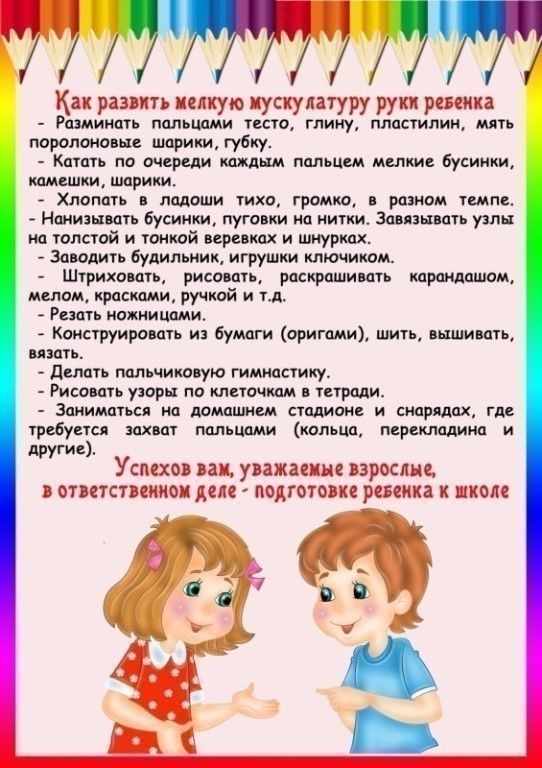 Как развить мелкую мускулатуру руки ребенка
- Разминать пальцами тесто, глину, пластилин, мять
поролоновые шарики, губку.
- Катать по очереди каждым пальцем мелкие бусинки,
камешки, шарики.
- Хлопать в ладоши тихо, громко, в разном темпе.
- Нанизывать бусинки, пуговки на нитки. Завязывать узлы
на толстой и тонкой веревках и шнурках.
- Заводить будильник, игрушки ключиком.
- Штриховать, рисовать, раскрашивать карандашом,
мелом, красками, ручкой и т.д.
- Резать ножницами.
- Конструировать из бумаги (оригами), шить, вышивать,
вязать.
- Делать пальчиковую гимнастику.
- Рисовать узоры по клеточкам в тетради.
- Заниматься на домашнем стадионе и снарядах, где
требуется захват пальцами (кольца, перекладина и
другие).
Успехов вам, уважаемые взрослые,
в ответственном деле - подготовке ребенка к школе